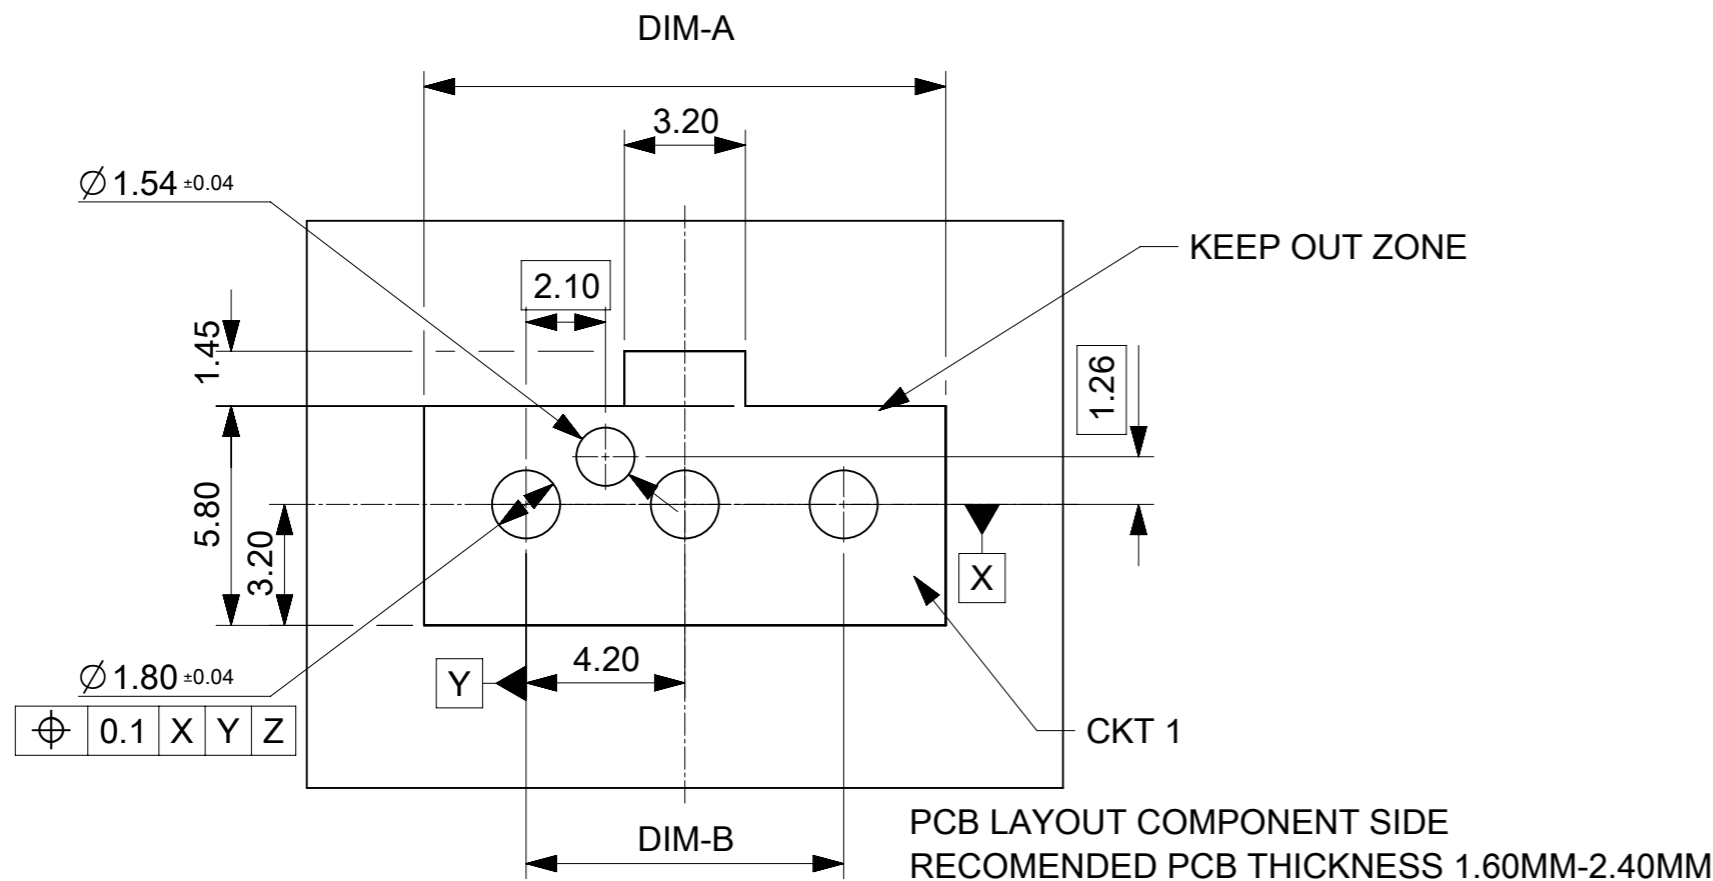 DIM-A
3.20
⌀ 1.54 ±0.04
KEEP OUT ZONE
2.10
1.45
1.26
5.80
3.20
X
⌀ 1.80 ±0.04
Y
4.20
⌖ 0.1 X Y Z
CKT 1
DIM-B
PCB LAYOUT COMPONENT SIDE
RECOMENDED PCB THICKNESS 1.60MM-2.40MM